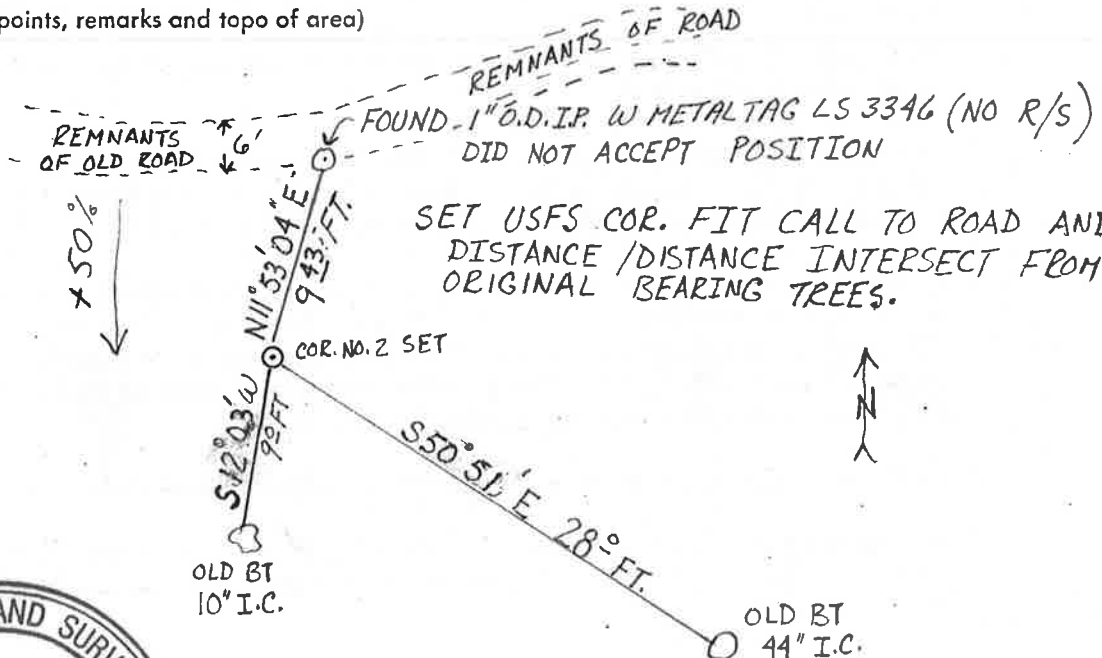 points, remarks and topo of area)
REMNANTS OF ROAD
REMNANTS
OF OLD ROAD
6'
FOUND - 1" O.D. I.P. W METAL TAG LS 3346 (NO R/S)
DID NOT ACCEPT POSITION
± 50%
N11° 53' 04" E
9.43' FT.
SET USFS COR. FIT CALL TO ROAD AND
DISTANCE / DISTANCE INTERSECT FROM
ORIGINAL BEARING TREES.
COR. NO. 2 SET
N
S12° 03' W
9.0 FT
S50° 51' E 28.0 FT.
OLD BT
10" I.C.
OLD BT
44" I.C.
AND SURV